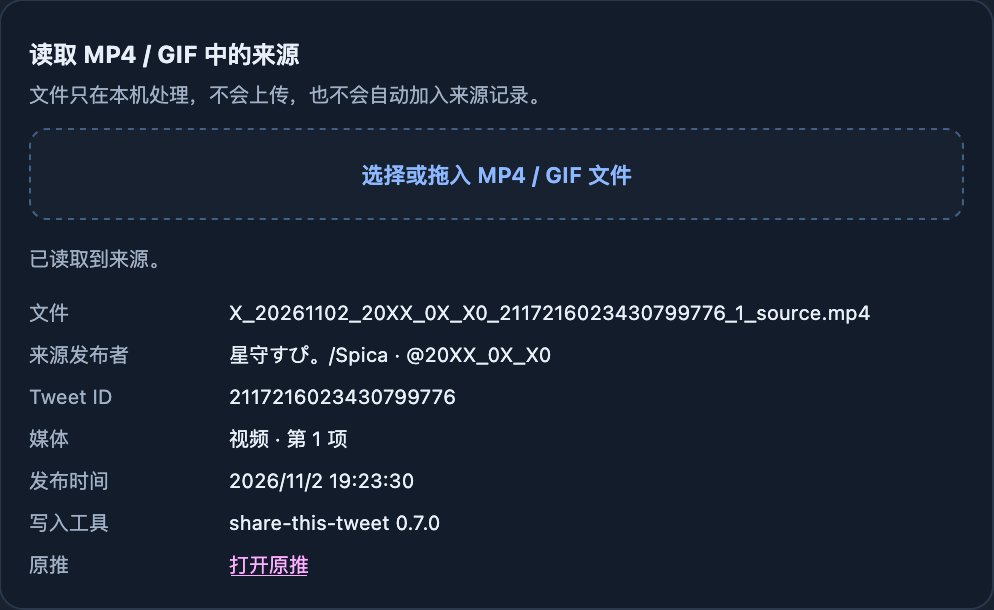 读取 MP4 / GIF 中的来源
文件只在本机处理，不会上传，也不会自动加入来源记录。
选择或拖入 MP4 / GIF 文件
已读取到来源。
文件 X_20261102_20XX_0X_X0_2117216023430799776_1_source.mp4
来源发布者 星守すぴ。/Spica · @20XX_0X_X0
Tweet ID 2117216023430799776
媒体 视频 · 第 1 项
发布时间 2026/11/2 19:23:30
写入工具 share-this-tweet 0.7.0
原推 打开原推